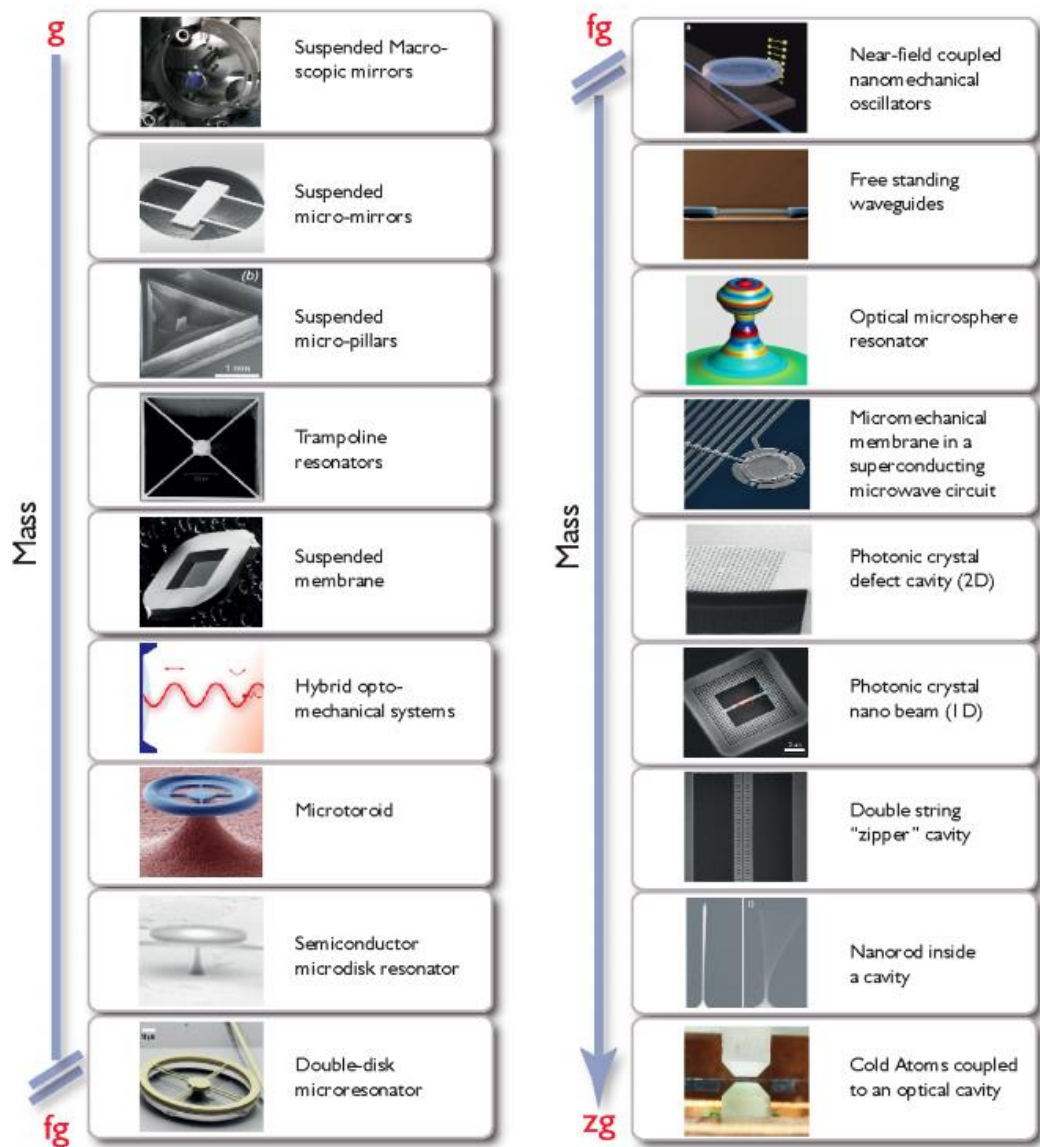 g
Mass
fg
Suspended Macro-
scopic mirrors
Suspended
micro-mirrors
(b)
1 mm
Suspended
micro-pillars
Trampoline
resonators
Suspended
membrane
Hybrid opto-
mechanical systems
Microtoroid
Semiconductor
microdisk resonator
Double-disk
microresonator
fg
Mass
zg
a
Near-field coupled
nanomechanical
oscillators
Free standing
waveguides
Optical microsphere
resonator
Micromechanical
membrane in a
superconducting
microwave circuit
Photonic crystal
defect cavity (2D)
Photonic crystal
nano beam (1D)
Double string
"zipper" cavity
Nanorod inside
a cavity
Cold Atoms coupled
to an optical cavity